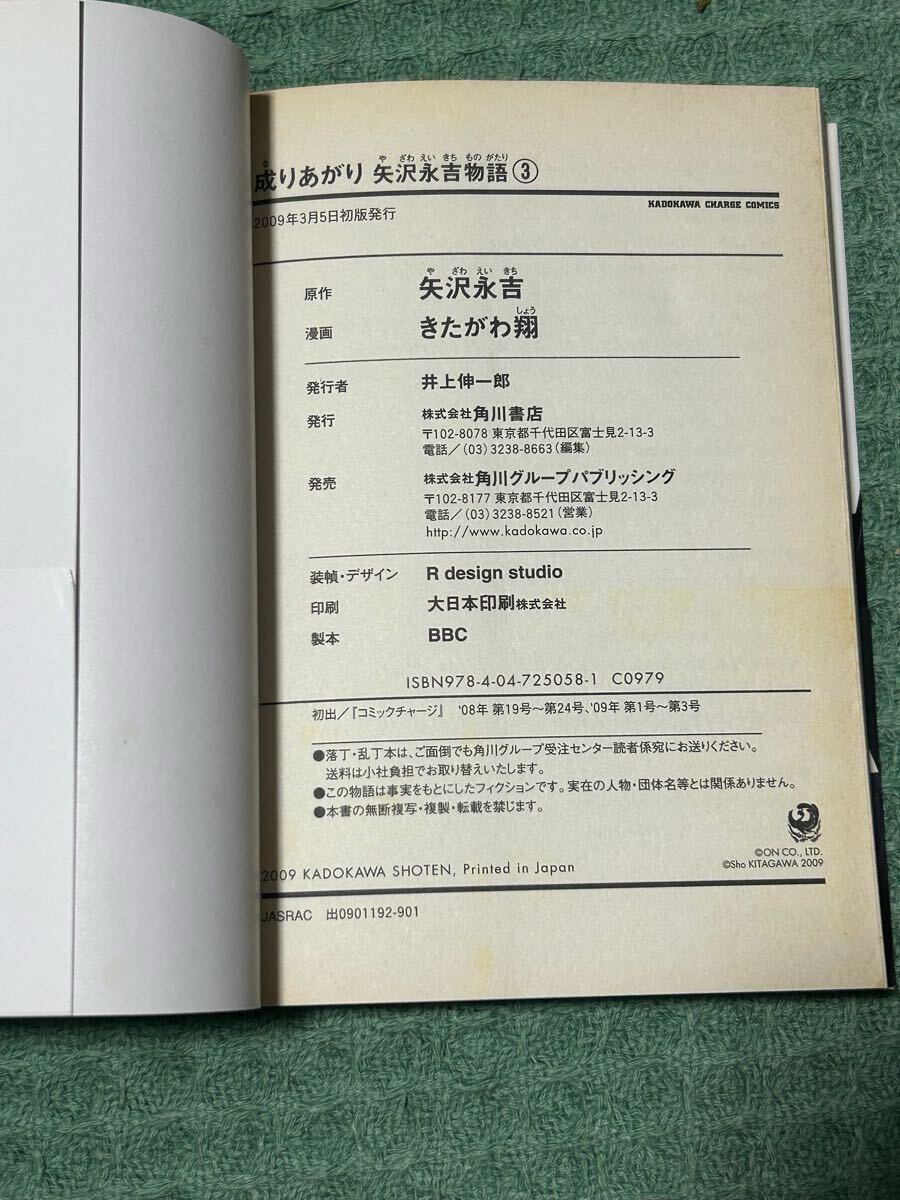 成りあがり 矢沢永吉物語③
KADOKAWA CHARGE COMICS
2009年3月5日初版発行
原作 矢沢永吉
漫画 きたがわ翔
発行者 井上伸一郎
発行 株式会社角川書店
〒102-8078 東京都千代田区富士見2-13-3
電話／(03)3238-8663(編集)
発売 株式会社角川グループパブリッシング
〒102-8177 東京都千代田区富士見2-13-3
電話／(03)3238-8521(営業)
http://www.kadokawa.co.jp
装幀・デザイン R design studio
印刷 大日本印刷株式会社
製本 BBC
ISBN978-4-04-725058-1 C0979
初出／『コミックチャージ』 '08年 第19号〜第24号、'09年 第1号〜第3号
●落丁・乱丁本は、ご面倒でも角川グループ受注センター読者係宛にお送りください。
送料は小社負担でお取り替えいたします。
●この物語は事実をもとにしたフィクションです。実在の人物・団体名等とは関係ありません。
●本書の無断複写・複製・転載を禁じます。
©ON CO., LTD.
©Sho KITAGAWA 2009
2009 KADOKAWA SHOTEN, Printed in Japan
JASRAC 出0901192-901